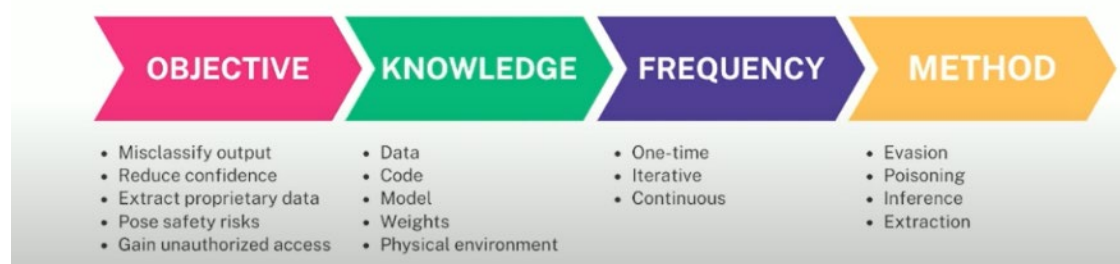 OBJECTIVE
• Misclassify output
• Reduce confidence
• Extract proprietary data
• Pose safety risks
• Gain unauthorized access
KNOWLEDGE
• Data
• Code
• Model
• Weights
• Physical environment
FREQUENCY
• One-time
• Iterative
• Continuous
METHOD
• Evasion
• Poisoning
• Inference
• Extraction